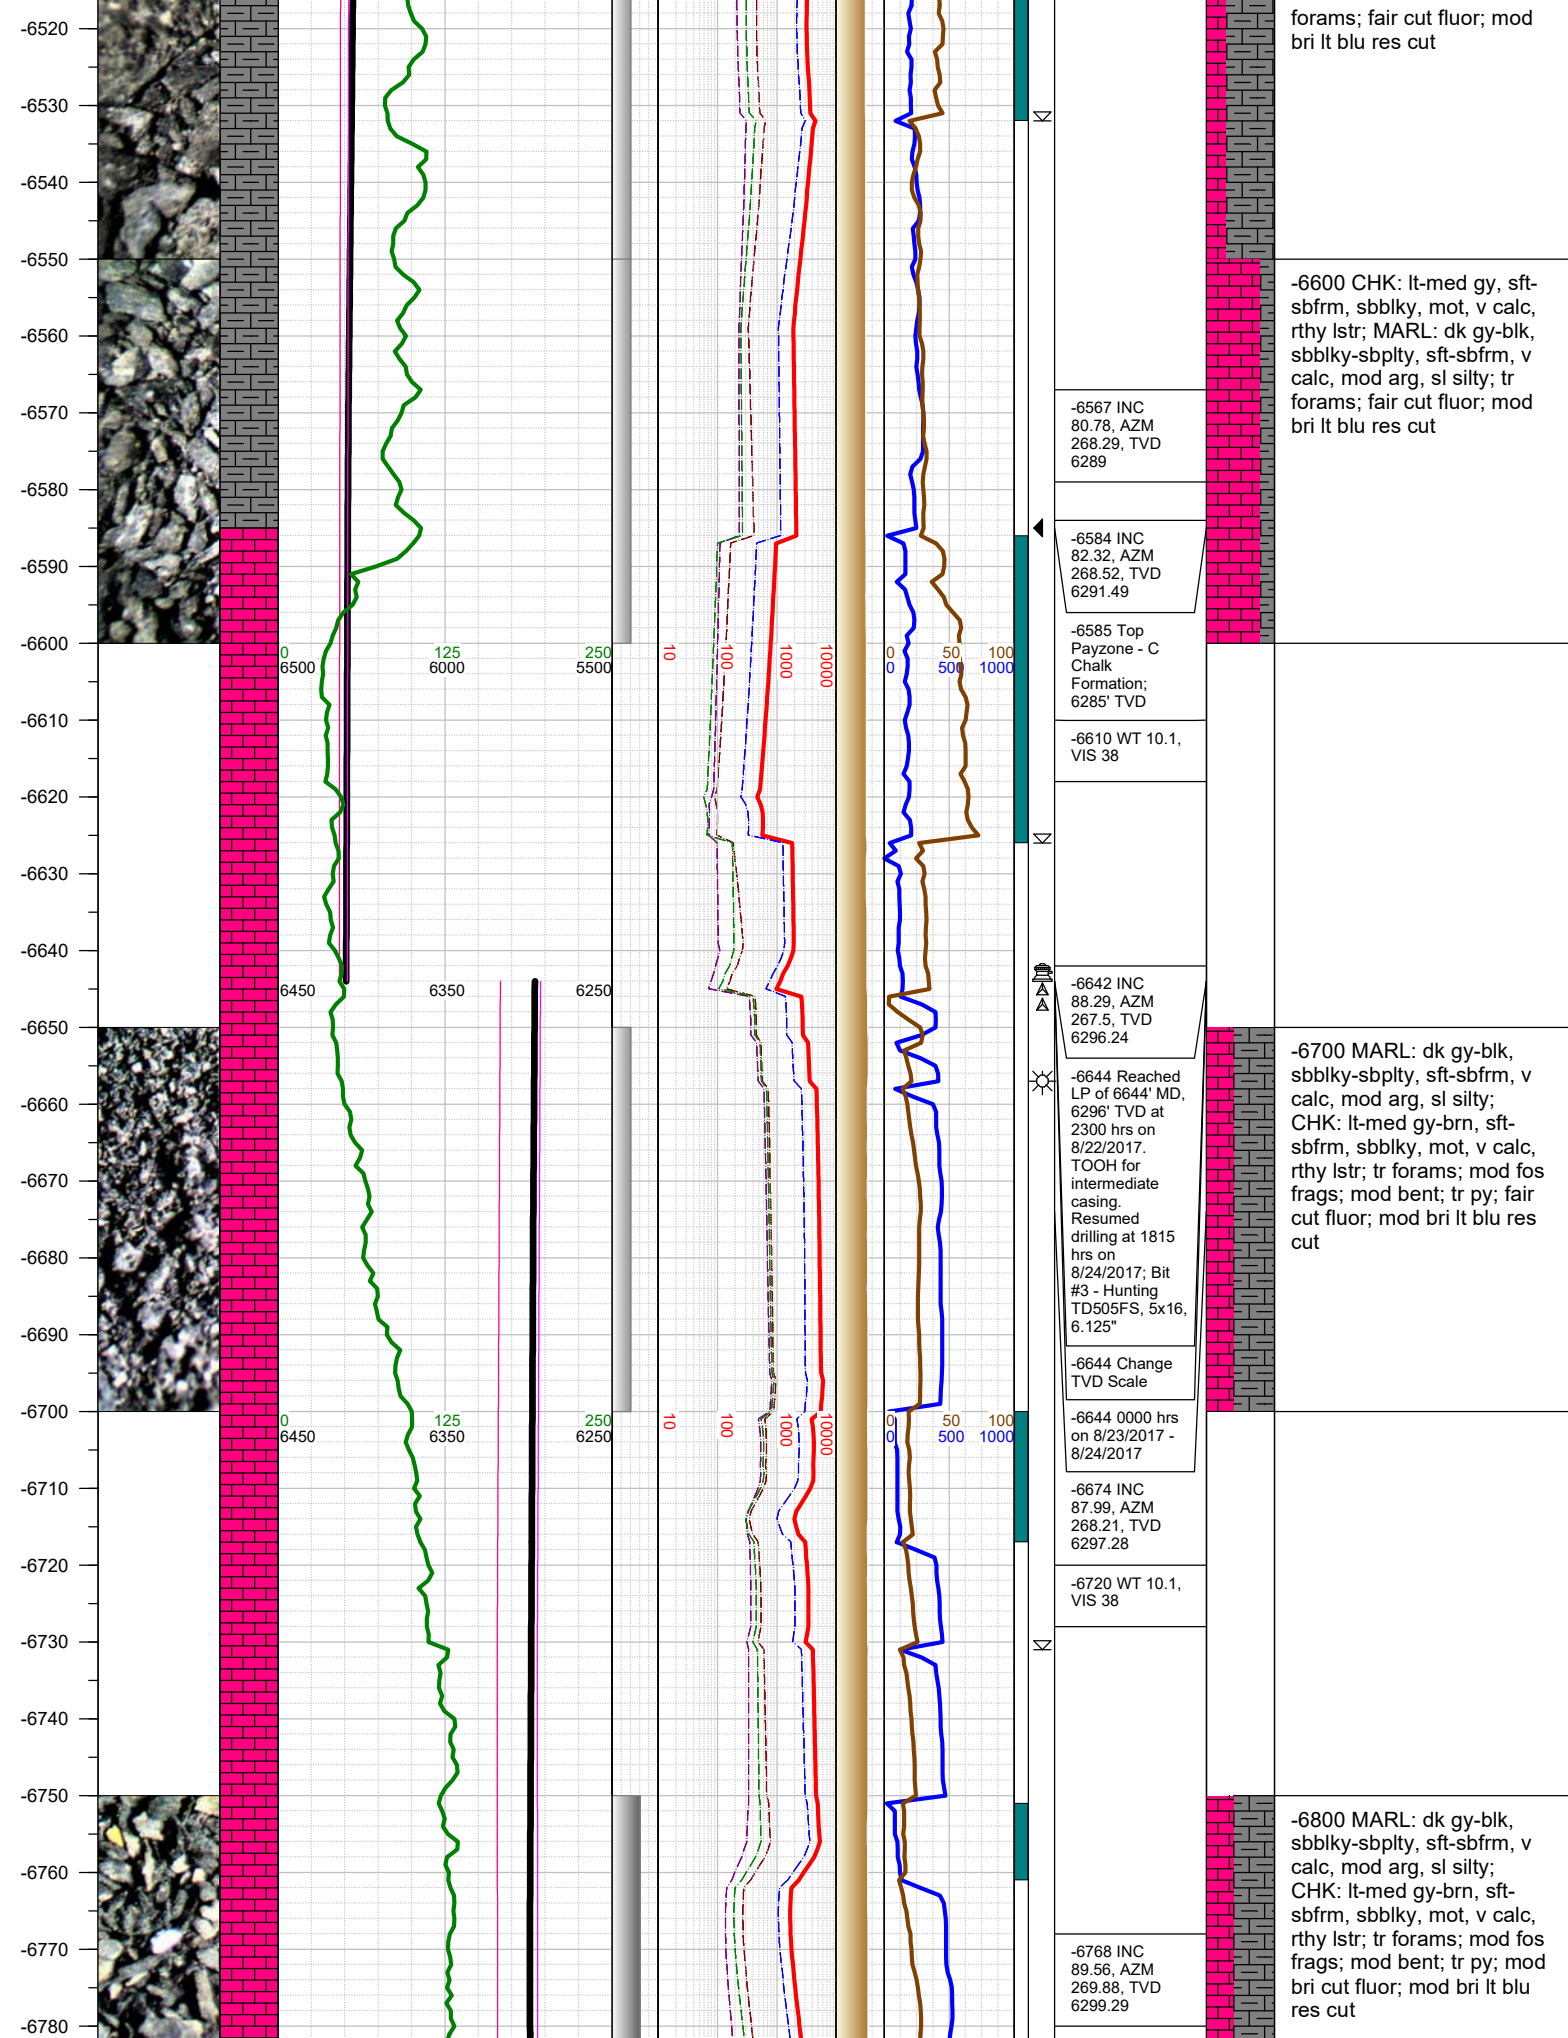 forams; fair cut fluor; mod
bri lt blu res cut
-6520
-6530
-6540
-6550
-6560
-6570
-6580
-6590
-6600
-6610
-6620
-6630
-6640
-6650
-6660
-6670
-6680
-6690
-6700
-6710
-6720
-6730
-6740
-6750
-6760
-6770
-6780
0 125 250
6500 6000 5500
10 100 1000 10000
0 50 100
0 500 1000
6450 6350 6250
0 125 250
6450 6350 6250
10 100 1000 10000
0 50 100
0 500 1000
-6567 INC
80.78, AZM
268.29, TVD
6289
-6584 INC
82.32, AZM
268.52, TVD
6291.49
-6585 Top
Payzone - C
Chalk
Formation;
6285' TVD
-6610 WT 10.1,
VIS 38
-6642 INC
88.29, AZM
267.5, TVD
6296.24
-6644 Reached
LP of 6644' MD,
6296' TVD at
2300 hrs on
8/22/2017.
TOOH for
intermediate
casing.
Resumed
drilling at 1815
hrs on
8/24/2017; Bit
#3 - Hunting
TD505FS, 5x16,
6.125"
-6644 Change
TVD Scale
-6644 0000 hrs
on 8/23/2017 -
8/24/2017
-6674 INC
87.99, AZM
268.21, TVD
6297.28
-6720 WT 10.1,
VIS 38
-6768 INC
89.56, AZM
269.88, TVD
6299.29
-6600 CHK: lt-med gy, sft-
sbfrm, sbblky, mot, v calc,
rthy lstr; MARL: dk gy-blk,
sbblky-sbplty, sft-sbfrm, v
calc, mod arg, sl silty; tr
forams; fair cut fluor; mod
bri lt blu res cut
-6700 MARL: dk gy-blk,
sbblky-sbplty, sft-sbfrm, v
calc, mod arg, sl silty;
CHK: lt-med gy-brn, sft-
sbfrm, sbblky, mot, v calc,
rthy lstr; tr forams; mod fos
frags; mod bent; tr py; fair
cut fluor; mod bri lt blu res
cut
-6800 MARL: dk gy-blk,
sbblky-sbplty, sft-sbfrm, v
calc, mod arg, sl silty;
CHK: lt-med gy-brn, sft-
sbfrm, sbblky, mot, v calc,
rthy lstr; tr forams; mod fos
frags; mod bent; tr py; mod
bri cut fluor; mod bri lt blu
res cut